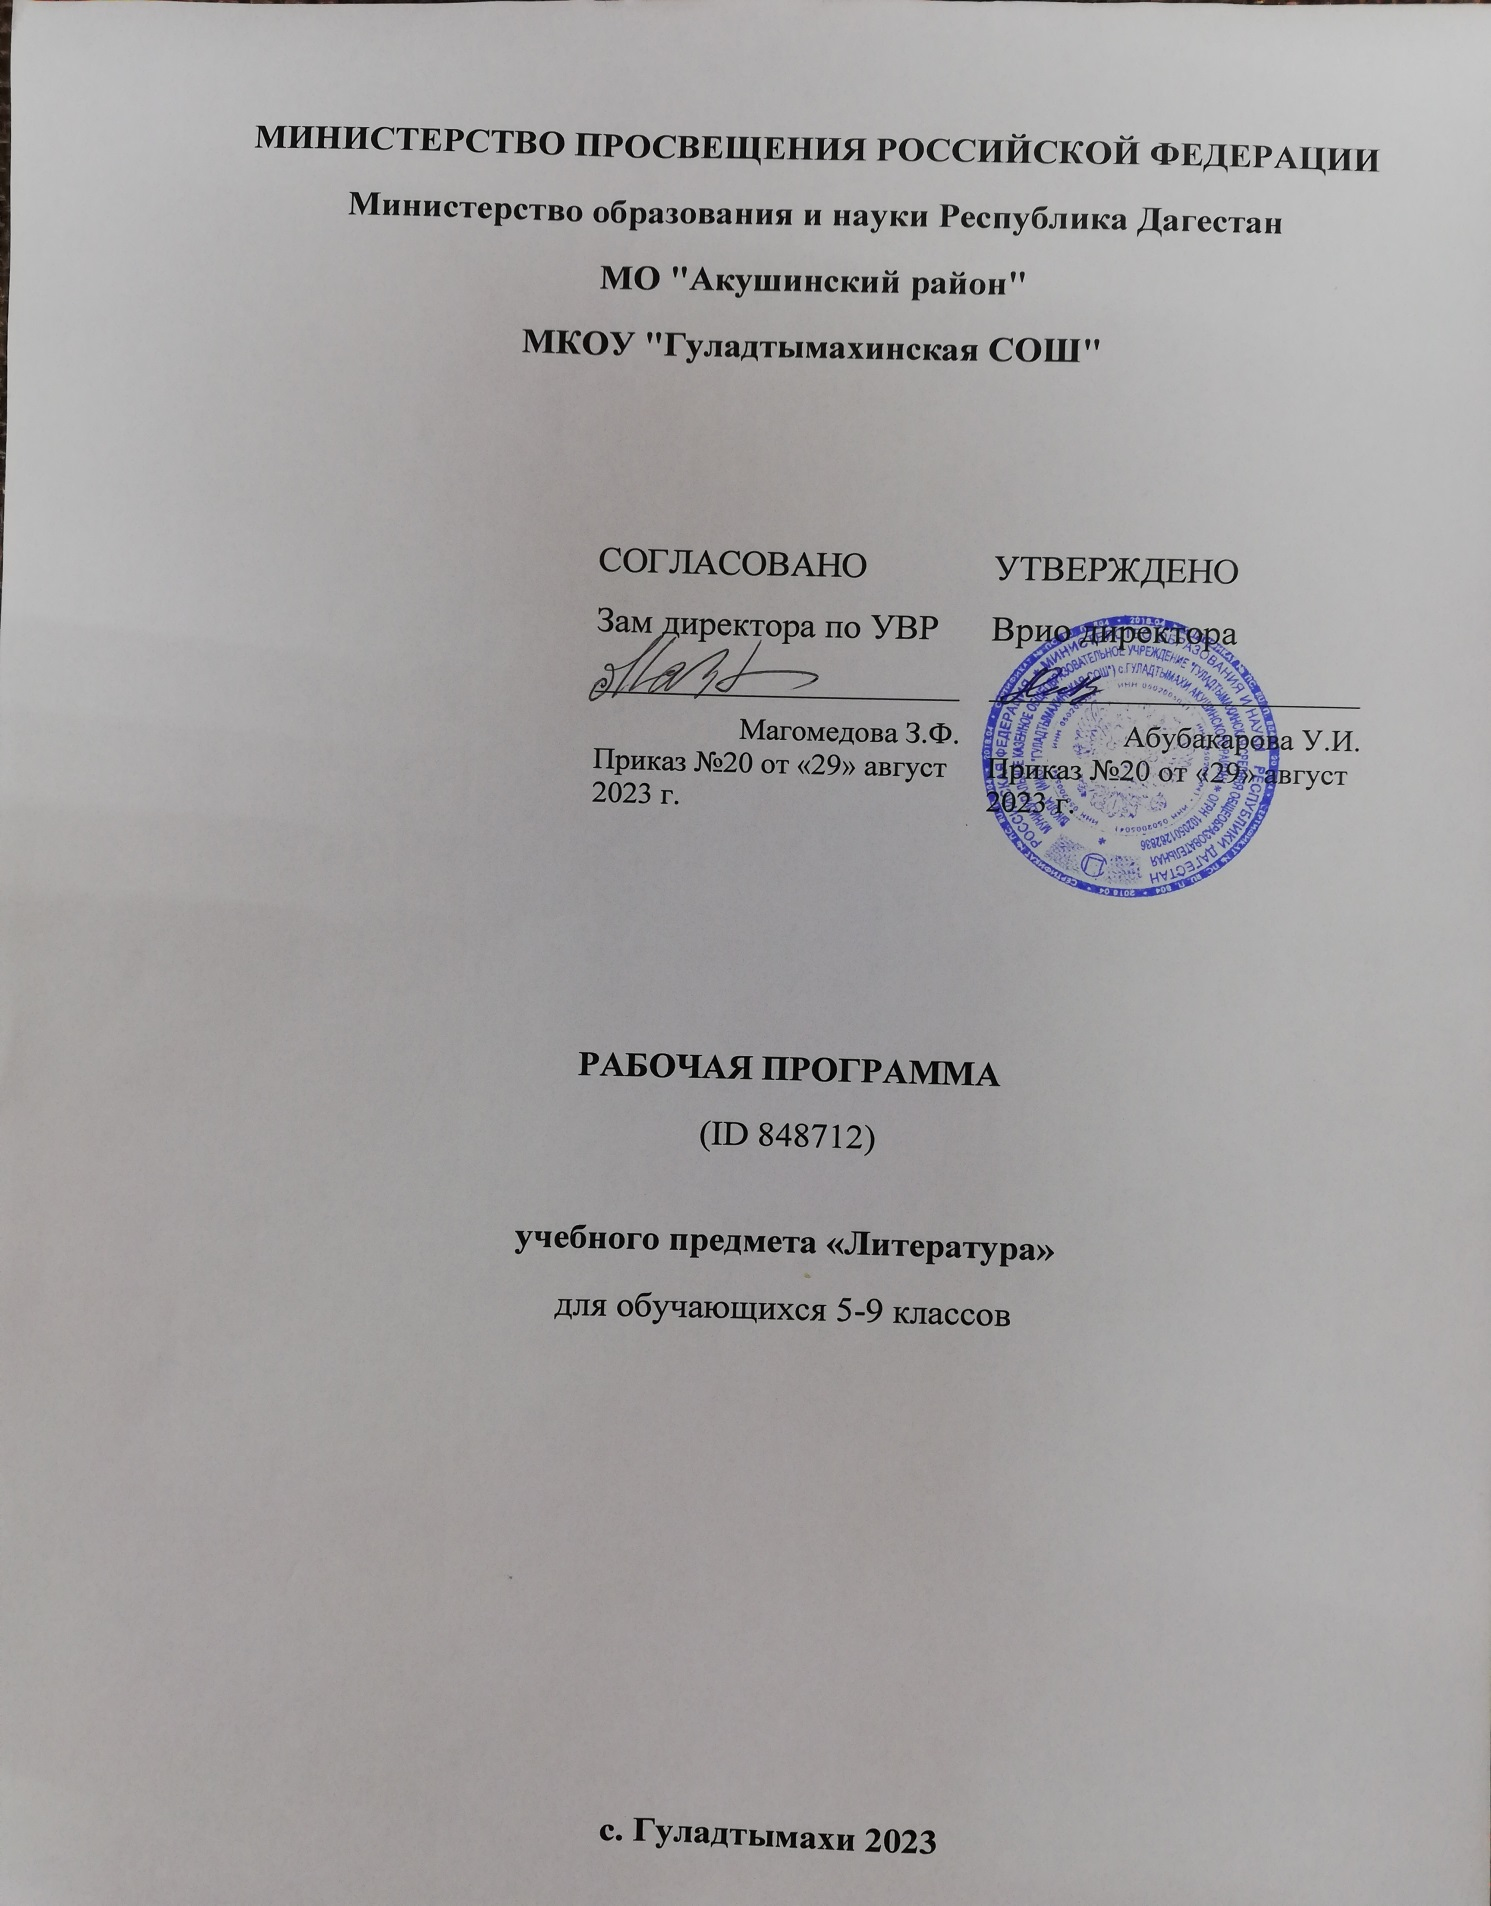 МИНИСТЕРСТВО ПРОСВЕЩЕНИЯ РОССИЙСКОЙ ФЕДЕРАЦИИ
Министерство образования и науки Республика Дагестан
МО "Акушинский район"
МКОУ "Гуладтымахинская СОШ"
СОГЛАСОВАНО
Зам директора по УВР
Магомедова З.Ф.
Приказ №20 от «29» август
2023 г.
УТВЕРЖДЕНО
Врио директора
Абубакарова У.И.
Приказ №20 от «29» август
2023 г.
РАБОЧАЯ ПРОГРАММА
(ID 848712)
учебного предмета «Литература»
для обучающихся 5-9 классов
с. Гуладтымахи 2023